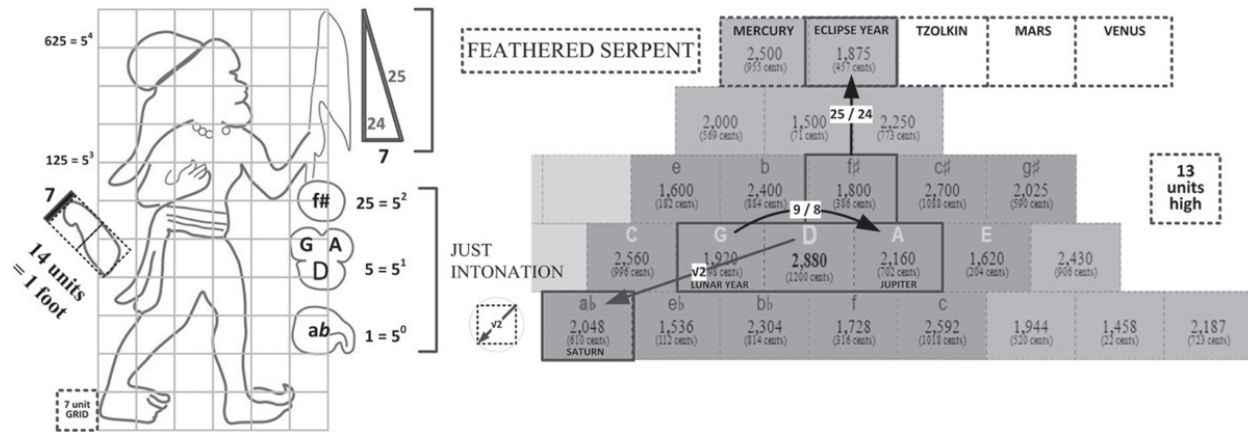 625 = 5⁴
25
24
7
125 = 5³
7
14 units
= 1 foot
f#
25 = 5²
G A
D
5 = 5¹
ab
1 = 5⁰
7 unit
GRID
JUST
INTONATION
√2
FEATHERED SERPENT
MERCURY ECLIPSE YEAR TZOLKIN MARS VENUS
2,500 1,875
(955 cents) (457 cents)
25 / 24
2,000 1,500 2,250
(569 cents) (71 cents) (773 cents)
e b f♯ c♯ g♯
1,600 2,400 1,800 2,700 2,025
(182 cents) (884 cents) (386 cents) (1088 cents) (590 cents)
9 / 8
C G D A E
2,560 1,920 2,880 2,160 1,620 2,430
(996 cents) cents) (1200 cents) (702 cents) (204 cents) (906 cents)
√2
LUNAR YEAR JUPITER
a♭ e♭ b♭ f c
2,048 1,536 2,304 1,728 2,592 1,944 1,458 2,187
(610 cents) (112 cents) (814 cents) (316 cents) (1018 cents) (520 cents) (22 cents) (723 cents)
SATURN
13
units
high